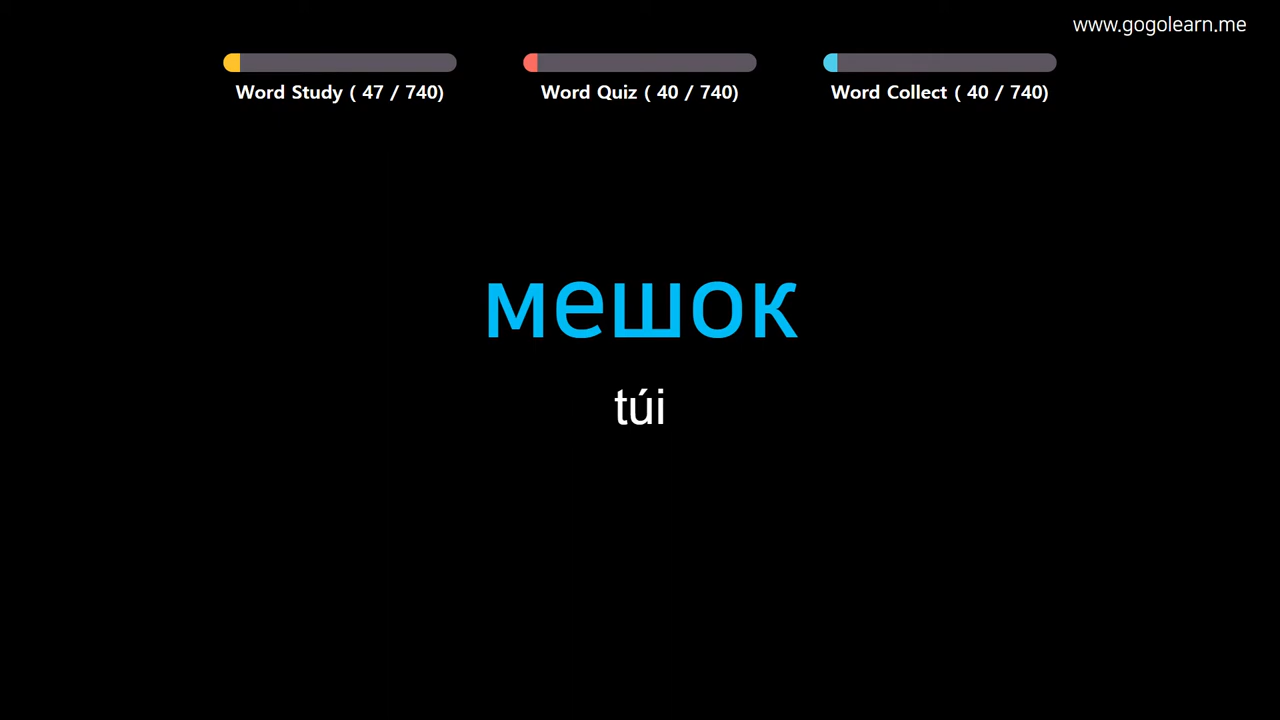 www.gogolearn.me
Word Study ( 47 / 740)
Word Quiz ( 40 / 740)
Word Collect ( 40 / 740)
мешок
túi